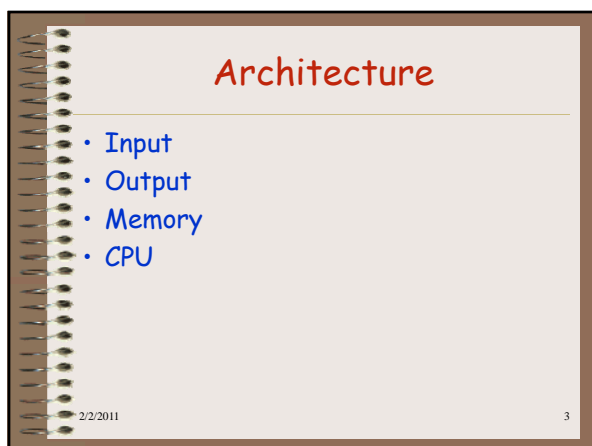 Architecture
• Input
• Output
• Memory
• CPU
2/2/2011 3